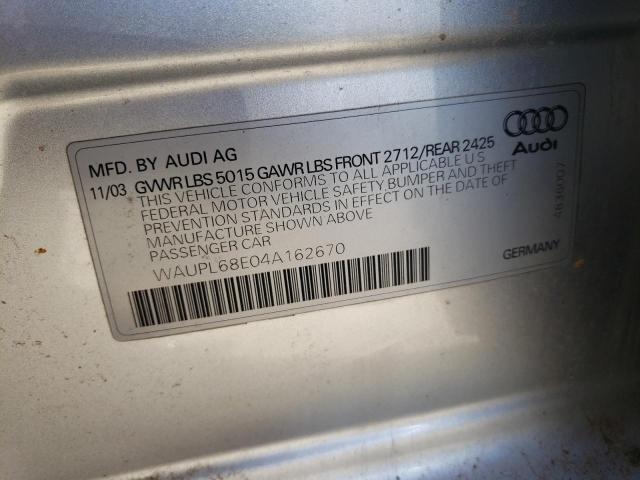 MFD. BY AUDI AG
11/03 GVWR LBS 5015 GAWR LBS FRONT 2712/REAR 2425
THIS VEHICLE CONFORMS TO ALL APPLICABLE U S
FEDERAL MOTOR VEHICLE SAFETY BUMPER AND THEFT
PREVENTION STANDARDS IN EFFECT ON THE DATE OF
MANUFACTURE SHOWN ABOVE
PASSENGER CAR
WAUPL68E04A162670
Audi
4836007
GERMANY